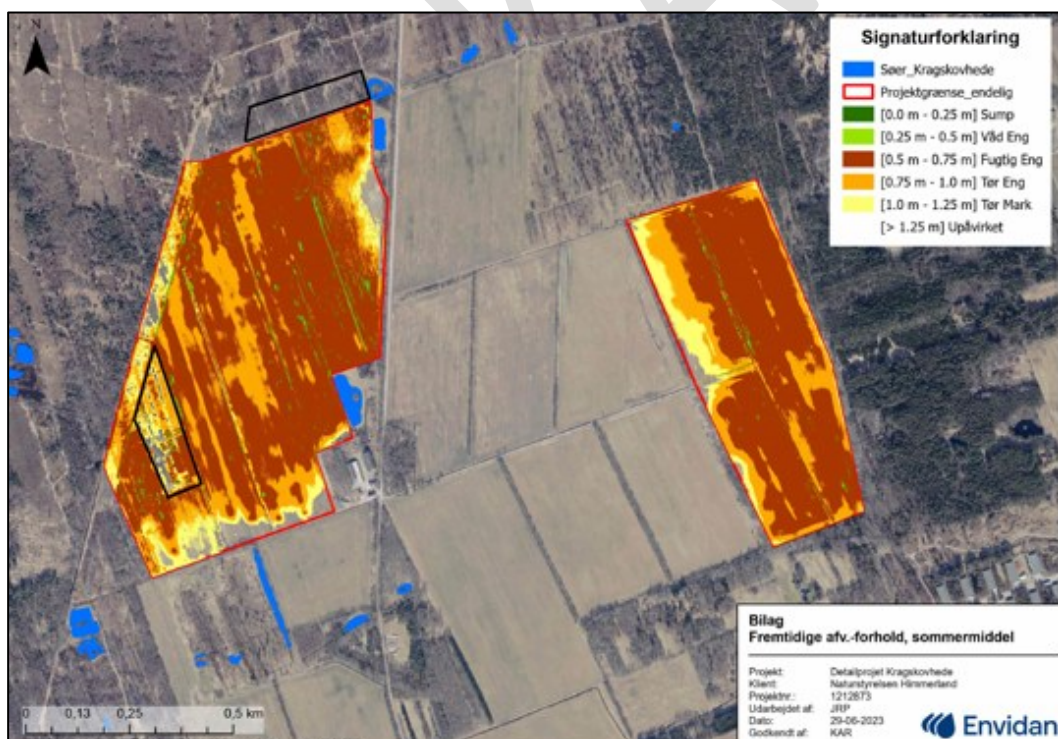 N
Signaturforklaring
Søer_Kragskovhede
Projektgrænse_endelig
[0.0 m - 0.25 m] Sump
[0.25 m - 0.5 m] Våd Eng
[0.5 m - 0.75 m] Fugtig Eng
[0.75 m - 1.0 m] Tør Eng
[1.0 m - 1.25 m] Tør Mark
[> 1.25 m] Upåvirket
Bilag
Fremtidige afv.-forhold, sommermiddel
Projekt: Detailprojet Kragskovhede
Klient: Naturstyrelsen Himmerland
Projektnr.: 1212873
Udarbejdet af: JRP
Dato: 29-06-2023
Godkendt af: KAR
Envidan
0 0,13 0,25 0,5 km